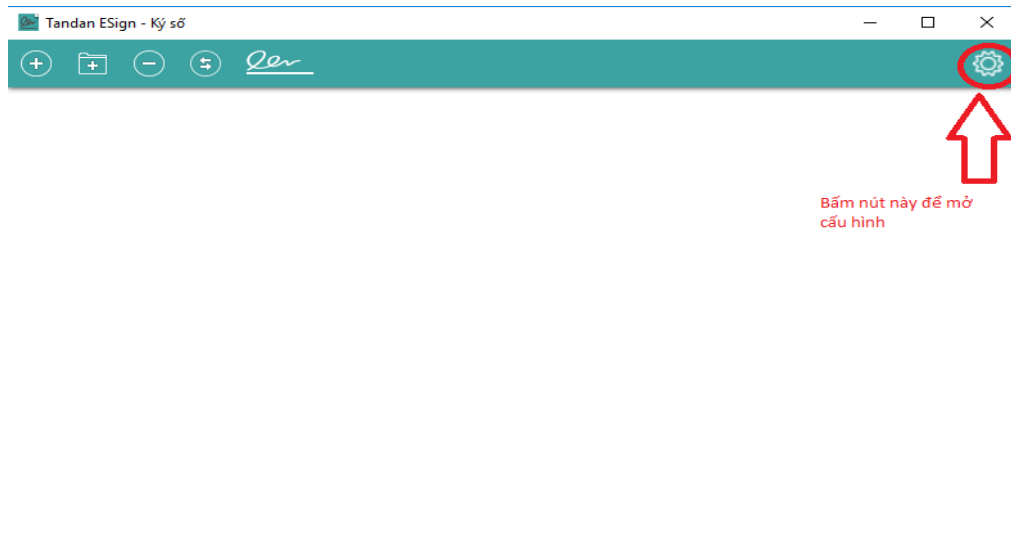 Tandan ESign - Ký số
Bấm nút này để mở
cấu hình